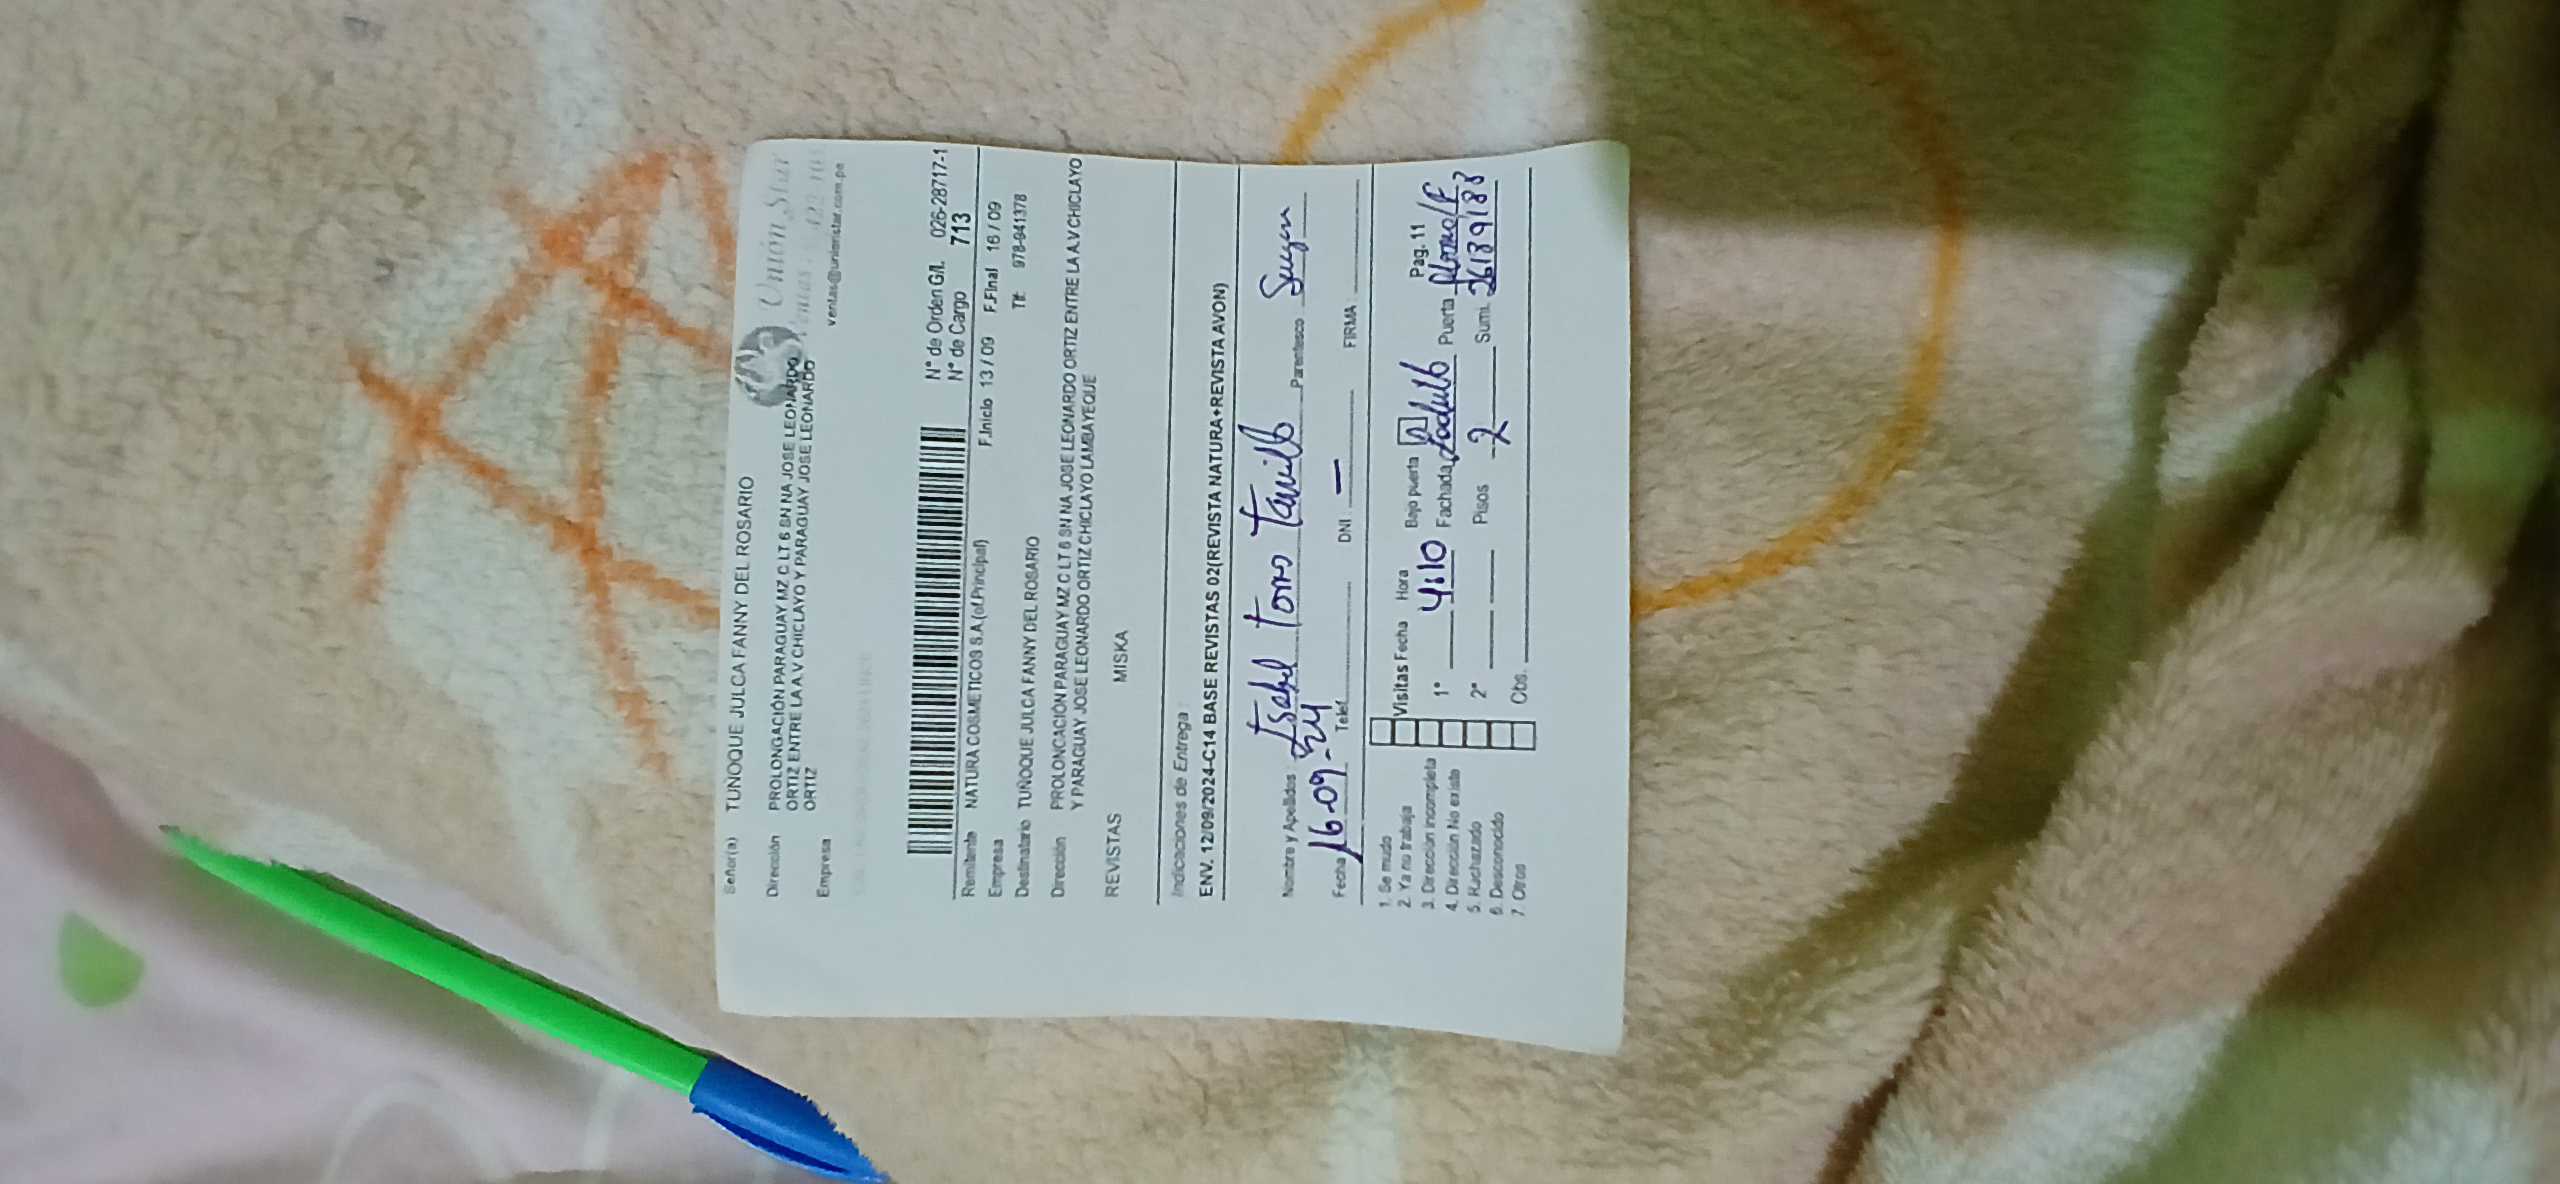 Señor(a) TUÑOQUE JULCA FANNY DEL ROSARIO
Unión Star
Dirección PROLONGACIÓN PARAGUAY MZ C LT 6 SN NA JOSE LEONARDO
ORTIZ ENTRE LA A.V CHICLAYO Y PARAGUAY JOSE LEONARDO
ORTIZ
ventas@unionstar.com.pe
Empresa
N° de Orden G/L 026-28717-1
N° de Cargo 713
Remitente NATURA COSMETICOS S.A.(of.Principal)
F.Inicio 13 / 09 F.Final 16 / 09
Empresa
Destinatario TUÑOQUE JULCA FANNY DEL ROSARIO
Tlf: 978-941378
Dirección PROLONGACIÓN PARAGUAY MZ C LT 6 SN NA JOSE LEONARDO ORTIZ ENTRE LA A.V CHICLAYO
Y PARAGUAY JOSE LEONARDO ORTIZ CHICLAYO LAMBAYEQUE
REVISTAS MISKA
Indicaciones de Entrega :
ENV. 12/09/2024-C14 BASE REVISTAS 02(REVISTA NATURA+REVISTA AVON)
Nombre y Apellidos : Isabel Parentesco
Fecha 16-09-24 Telef. DNI : — FIRMA :
1. Se mudo
2. Ya no trabaja
3. Dirección incompleta
4. Dirección No existe
5. Rechazado
6. Desconocido
7. Otros
Visitas Fecha Hora Bajo puerta Pag. 11
1° 4:10 Fachada Puerta
2° Pisos 2 Sumi.
Obs.